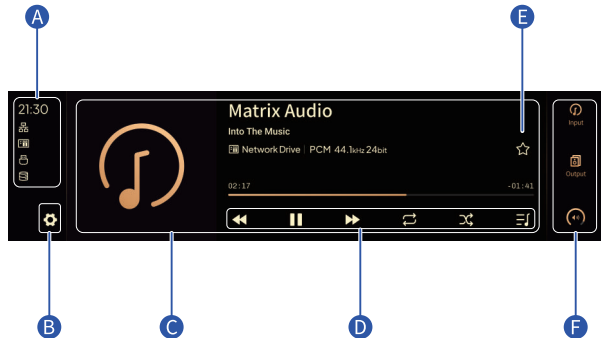 A
E
21:30
Matrix Audio
Into The Music
Network Drive | PCM 44.1kHz 24bit
02:17
-01:41
Input
Output
B
C
D
F